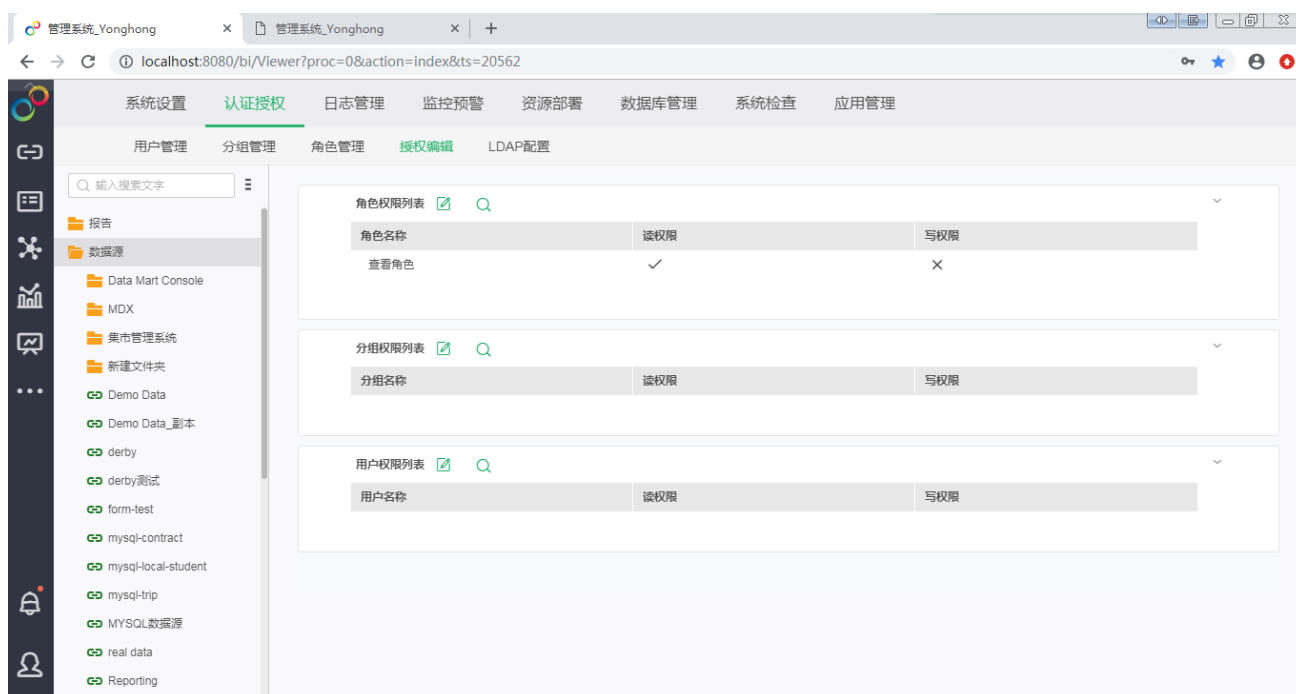 管理系统_Yonghong
管理系统_Yonghong
localhost:8080/bi/Viewer?proc=0&action=index&ts=20562
系统设置 认证授权 日志管理 监控预警 资源部署 数据库管理 系统检查 应用管理
用户管理 分组管理 角色管理 授权编辑 LDAP配置
输入搜索文字
报告
数据源
Data Mart Console
MDX
集市管理系统
新建文件夹
Demo Data
Demo Data_副本
derby
derby测试
form-test
mysql-contract
mysql-local-student
mysql-trip
MYSQL数据源
real data
Reporting
角色权限列表
角色名称 读权限 写权限
查看角色
分组权限列表
分组名称 读权限 写权限
用户权限列表
用户名称 读权限 写权限